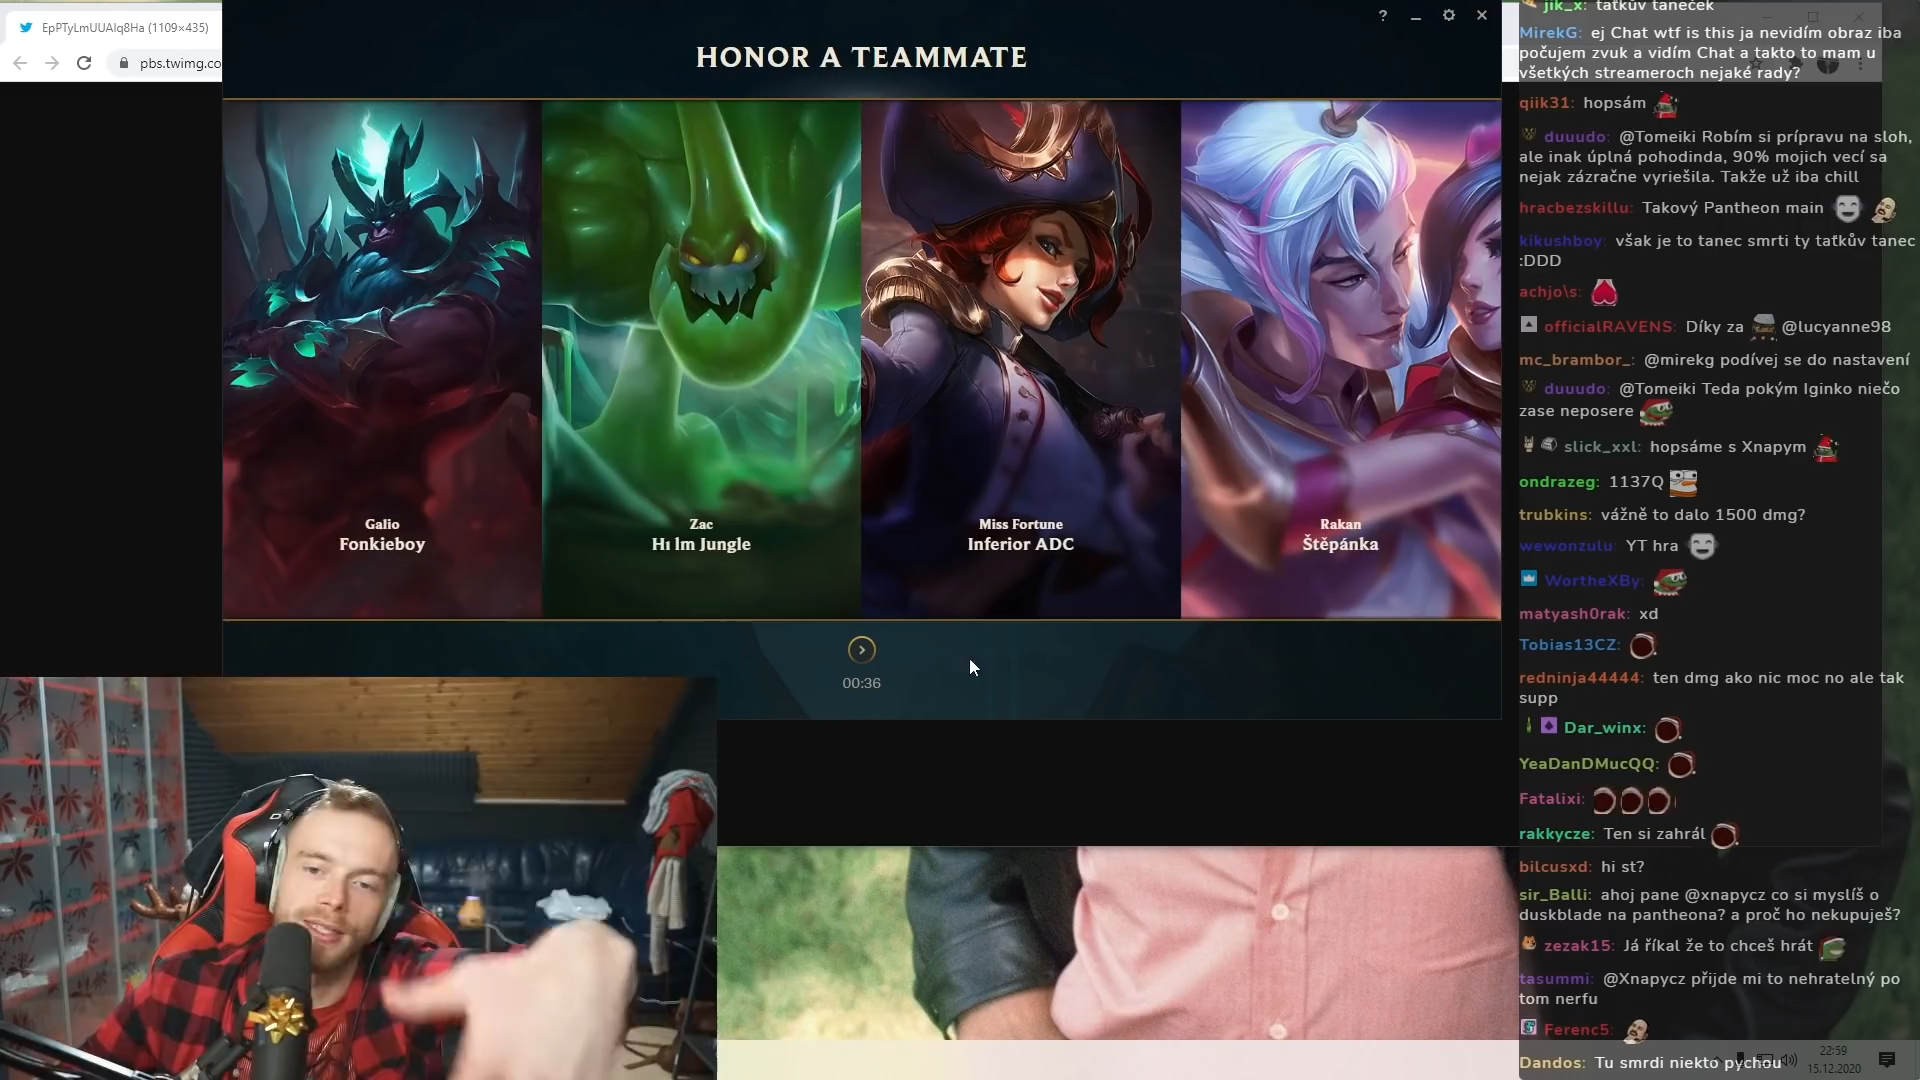 EpPTyLmUUAIq8Ha (1109×435)
pbs.twimg.co
HONOR A TEAMMATE
Galio
Fonkieboy
Zac
Hı lm Jungle
Miss Fortune
Inferior ADC
Rakan
Štěpánka
00:36
jik_x: taťkův taneček
MirekG: ej Chat wtf is this ja nevidím obraz iba
počujem zvuk a vidím Chat a takto to mam u
všetkých streameroch nejaké rady?
qiik31: hopsám
duuudo: @Tomeiki Robím si prípravu na sloh,
ale inak úplná pohodinda, 90% mojich vecí sa
nejak zázračne vyriešila. Takže už iba chill
hracbezskillu: Takový Pantheon main
kikushboy: však je to tanec smrti ty taťkův tanec
:DDD
achjo\s:
officialRAVENS: Díky za @lucyanne98
mc_brambor_: @mirekg podívej se do nastavení
duuudo: @Tomeiki Teda pokým Iginko niečo
zase neposere
slick_xxl: hopsáme s Xnapym
ondrazeg: 1137Q
trubkins: vážně to dalo 1500 dmg?
wewonzulu: YT hra
WortheXBy:
matyash0rak: xd
Tobias13CZ:
redninja44444: ten dmg ako nic moc no ale tak
supp
Dar_winx:
YeaDanDMucQQ:
Fatalixi:
rakkycze: Ten si zahrál
bilcusxd: hi st?
sir_Balli: ahoj pane @xnapycz co si myslíš o
duskblade na pantheona? a proč ho nekupuješ?
zezak15: Já říkal že to chceš hrát
tasummi: @Xnapycz přijde mi to nehratelný po
tom nerfu
Ferenc5:
Dandos: Tu smrdi niekto pychou
22:59
15.12.2020